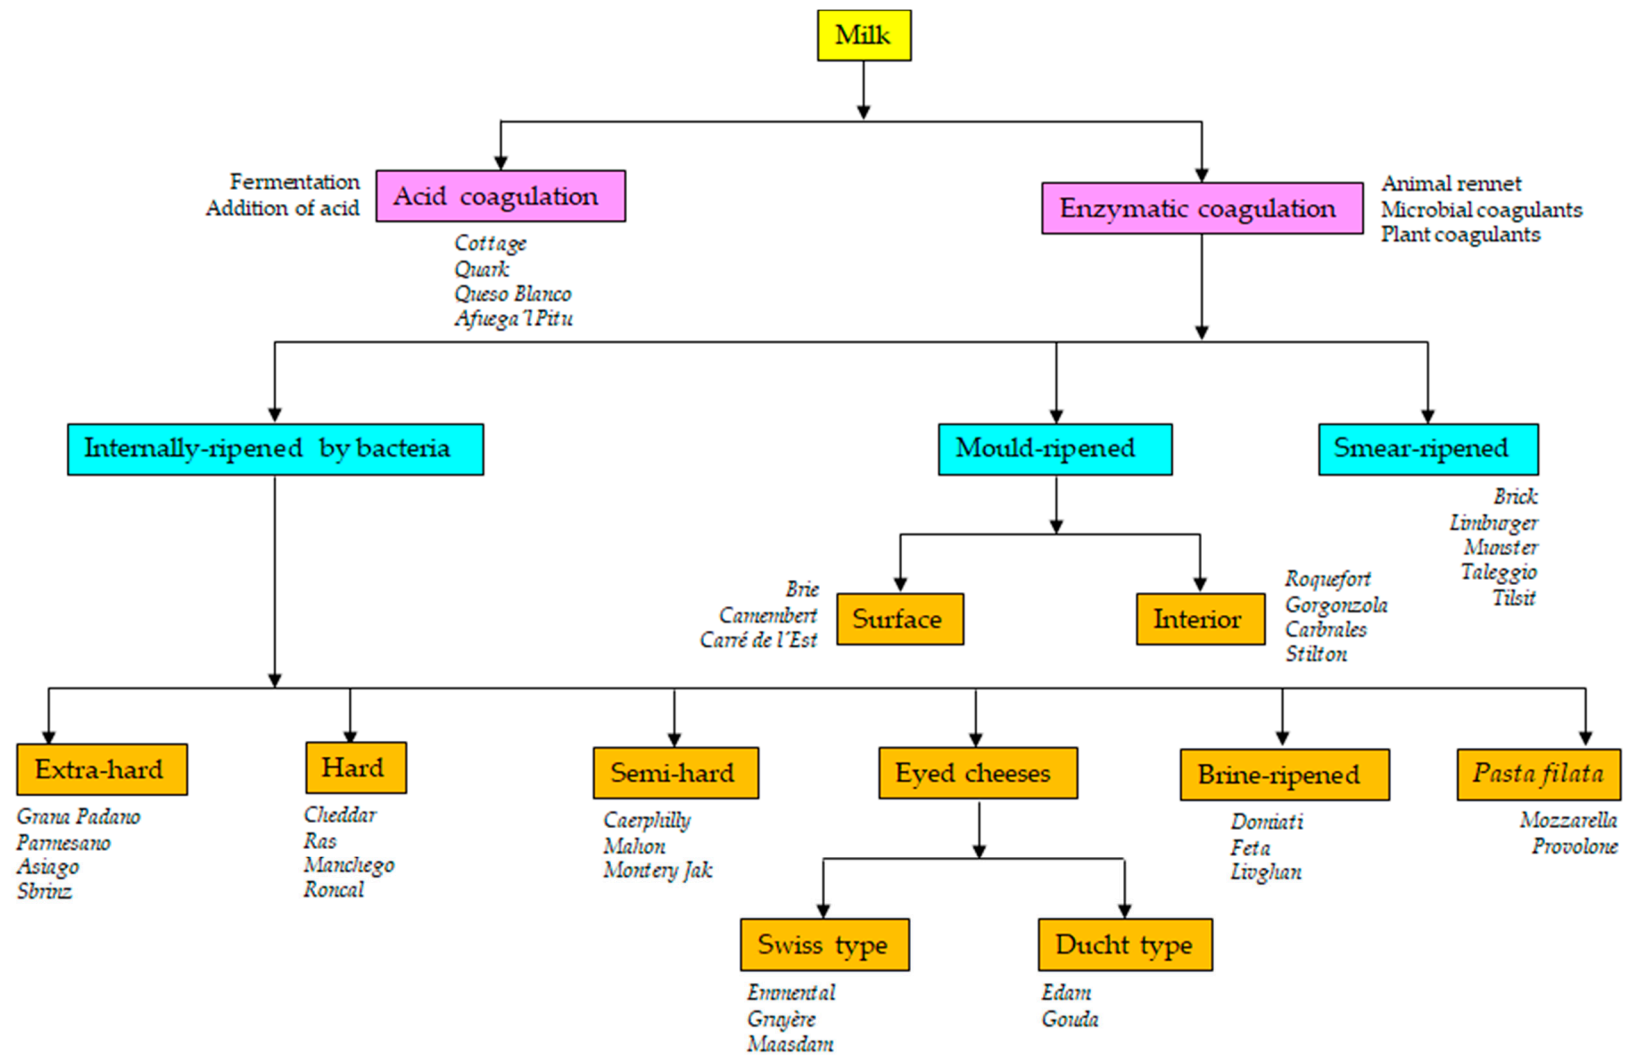 Milk
Fermentation
Addition of acid
Acid coagulation
Cottage
Quark
Queso Blanco
Afuega´l Pitu
Enzymatic coagulation
Animal rennet
Microbial coagulants
Plant coagulants
Internally-ripened by bacteria
Mould-ripened
Smear-ripened
Brick
Limburger
Munster
Taleggio
Tilsit
Brie
Camembert
Carré de l´Est
Surface
Interior
Roquefort
Gorgonzola
Carbrales
Stilton
Extra-hard
Grana Padano
Parmesano
Asiago
Sbrinz
Hard
Cheddar
Ras
Manchego
Roncal
Semi-hard
Caerphilly
Mahon
Montery Jak
Eyed cheeses
Brine-ripened
Domiati
Feta
Livghan
Pasta filata
Mozzarella
Provolone
Swiss type
Emmental
Gruyère
Maasdam
Ducht type
Edam
Gouda